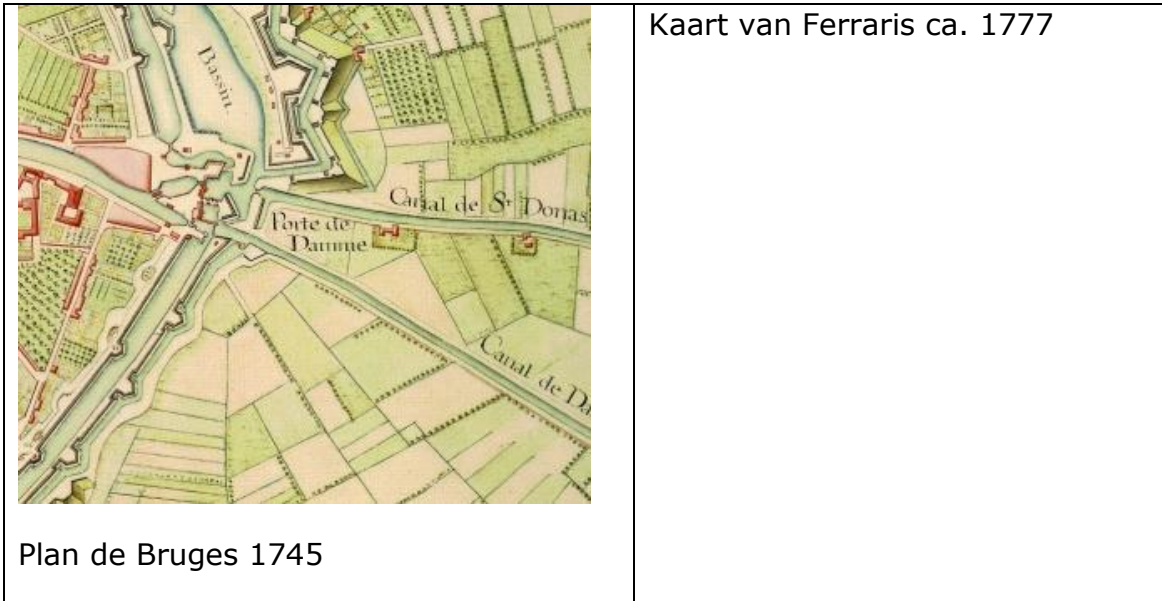 Bassin.
Canal de St Donas
Porte de
Damme
Canal de Da
Plan de Bruges 1745
Kaart van Ferraris ca. 1777